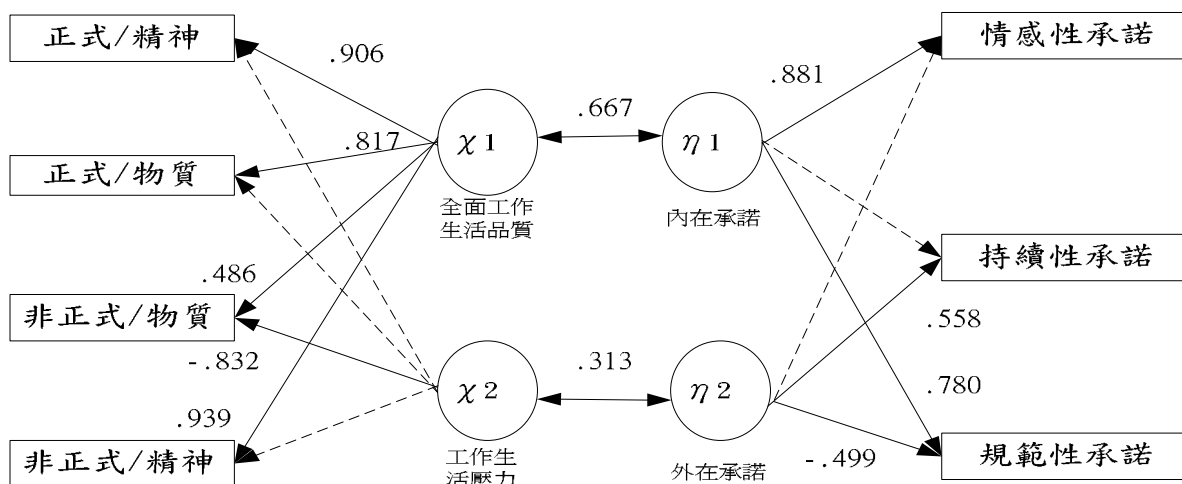 正式/精神
情感性承諾
.906
.881
.667
χ1
η1
.817
正式/物質
全面工作
生活品質
內在承諾
持續性承諾
.486
非正式/物質
.558
-.832
.313
χ2
η2
.780
.939
非正式/精神
工作生
活壓力
外在承諾
-.499
規範性承諾